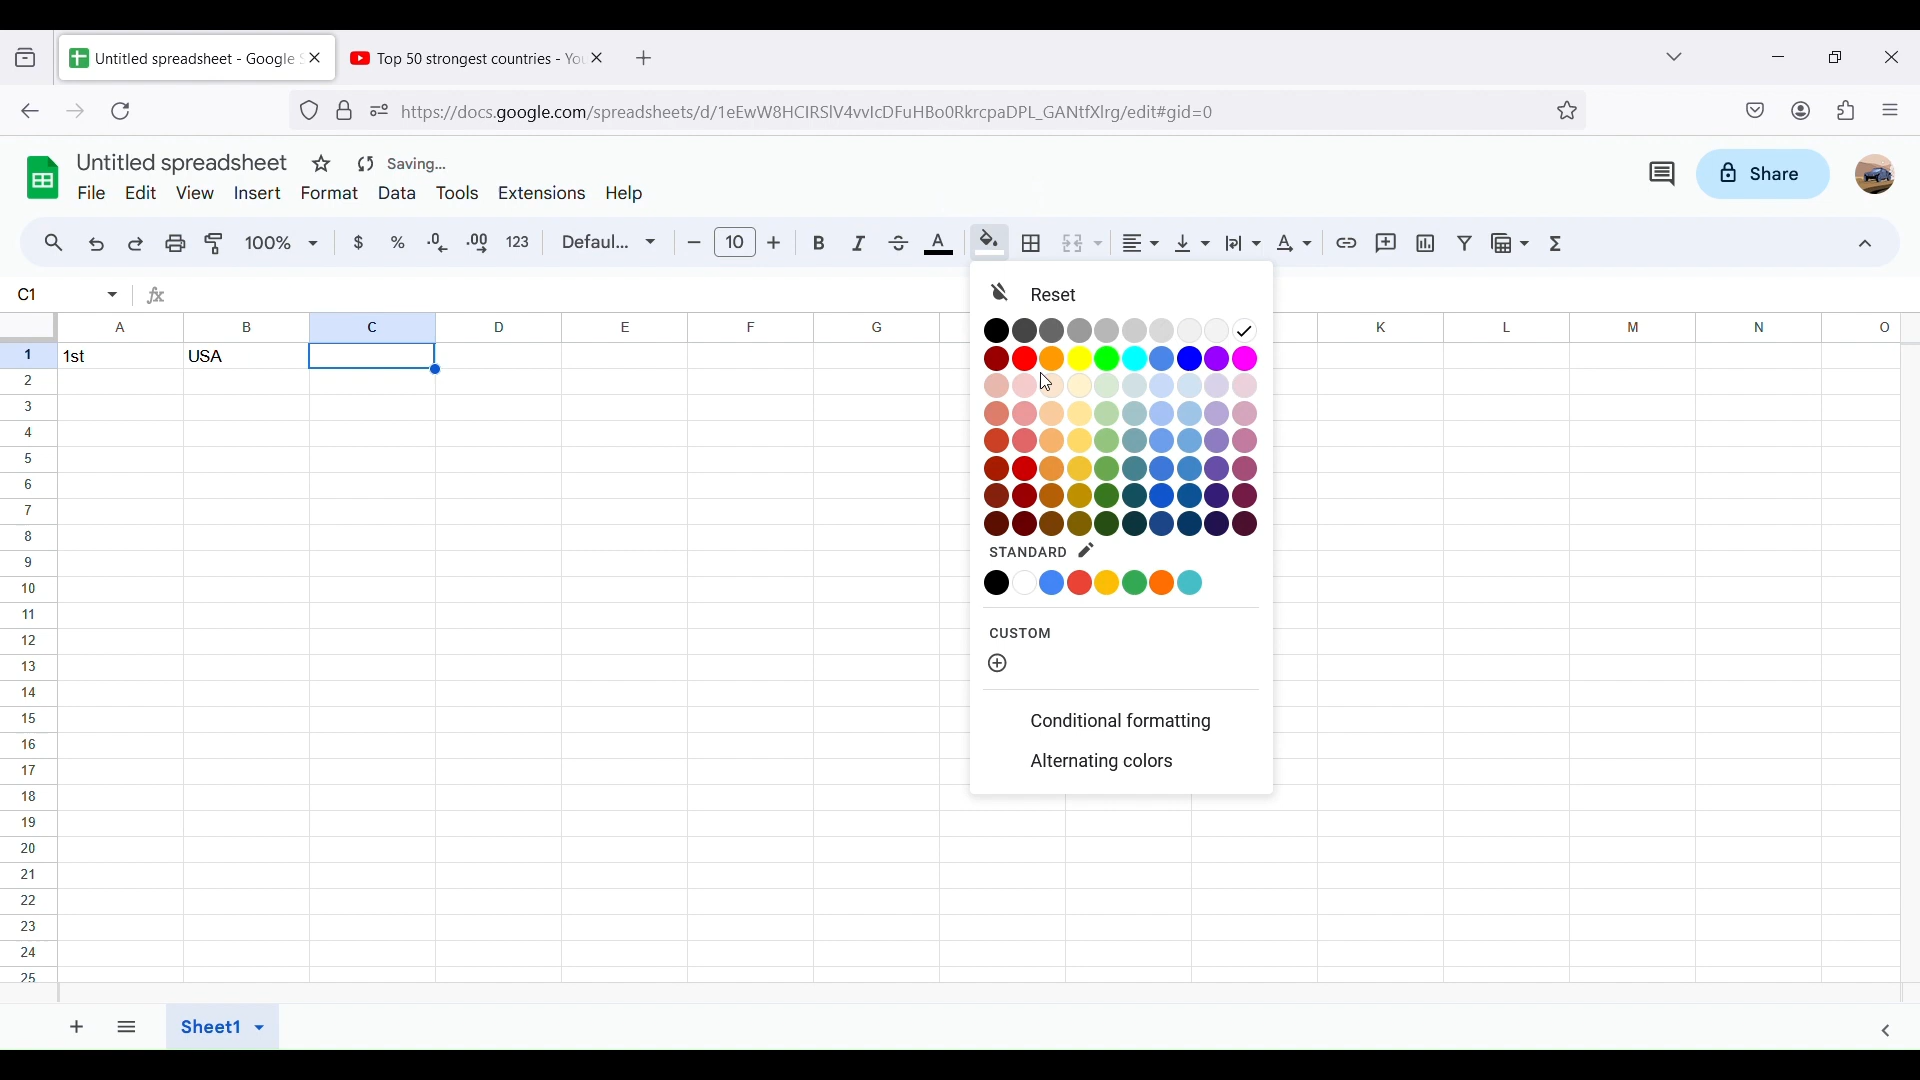 Untitled spreadsheet - Google S
Top 50 strongest countries - You
https://docs.google.com/spreadsheets/d/1eEwW8HCIRSlV4vvlcDFuHBo0RkrcpaDPL_GANtfXlrg/edit#gid=0
Untitled spreadsheet Saving...
File Edit View Insert Format Data Tools Extensions Help
Share
100% $ % .0 .00 123 Defaul... 10 B I A A Σ
C1 fx
Reset
A B C D E F G K L M N O
1 1st USA
2
3
4
5
6
7
8
STANDARD
9
10
11
CUSTOM
12
13
14
Conditional formatting
15
16
Alternating colors
17
18
19
20
21
22
23
24
25
Sheet1